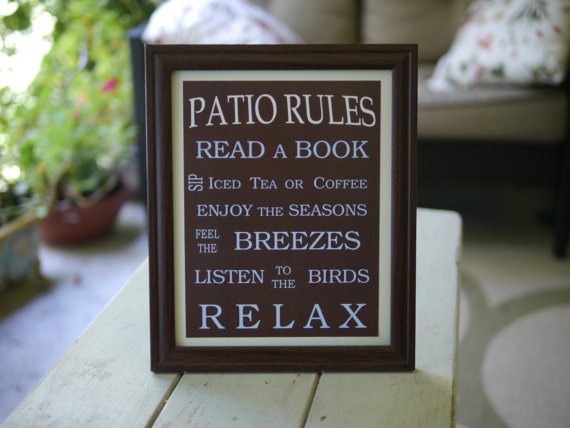 PATIO RULES
READ A BOOK
SIP ICED TEA OR COFFEE
ENJOY THE SEASONS
FEEL THE BREEZES
LISTEN TO THE BIRDS
RELAX